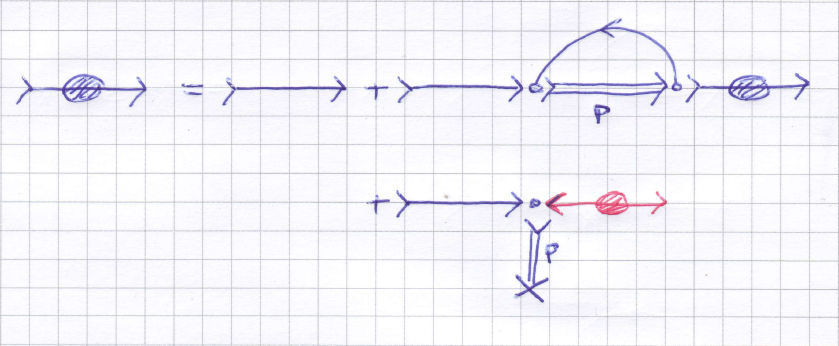 = + P
+ P